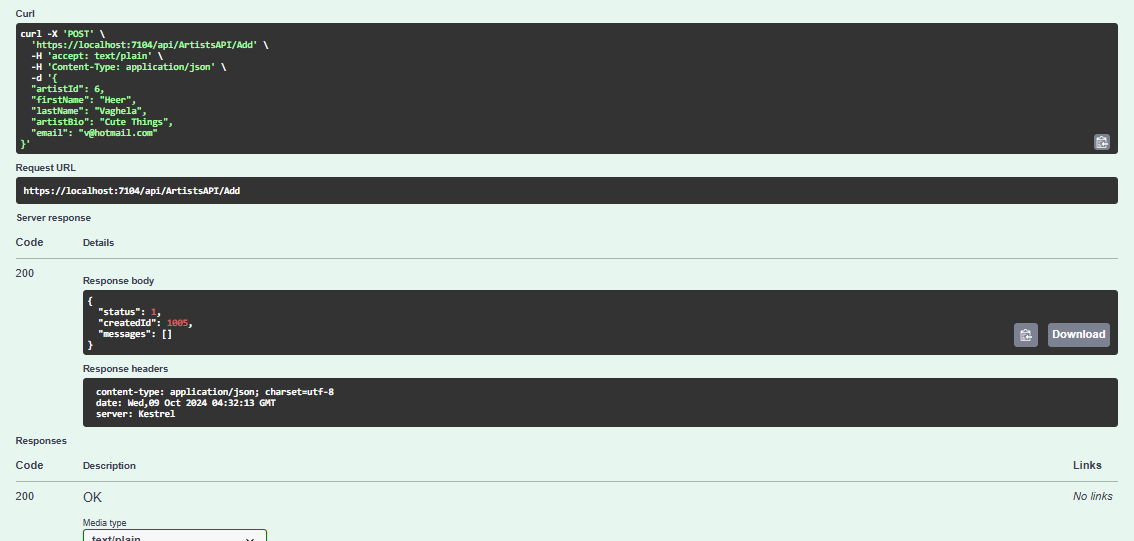 Curl
curl -X 'POST' \
'https://localhost:7104/api/ArtistsAPI/Add' \
-H 'accept: text/plain' \
-H 'Content-Type: application/json' \
-d '{
"artistId": 6,
"firstName": "Heer",
"lastName": "Vaghela",
"artistBio": "Cute Things",
"email": "v@hotmail.com"
}'
Request URL
https://localhost:7104/api/ArtistsAPI/Add
Server response
Code Details
200
Response body
{
"status": 1,
"createdId": 1005,
"messages": []
}
Download
Response headers
content-type: application/json; charset=utf-8
date: Wed,09 Oct 2024 04:32:13 GMT
server: Kestrel
Responses
Code Description Links
200 OK No links
Media type
text/plain